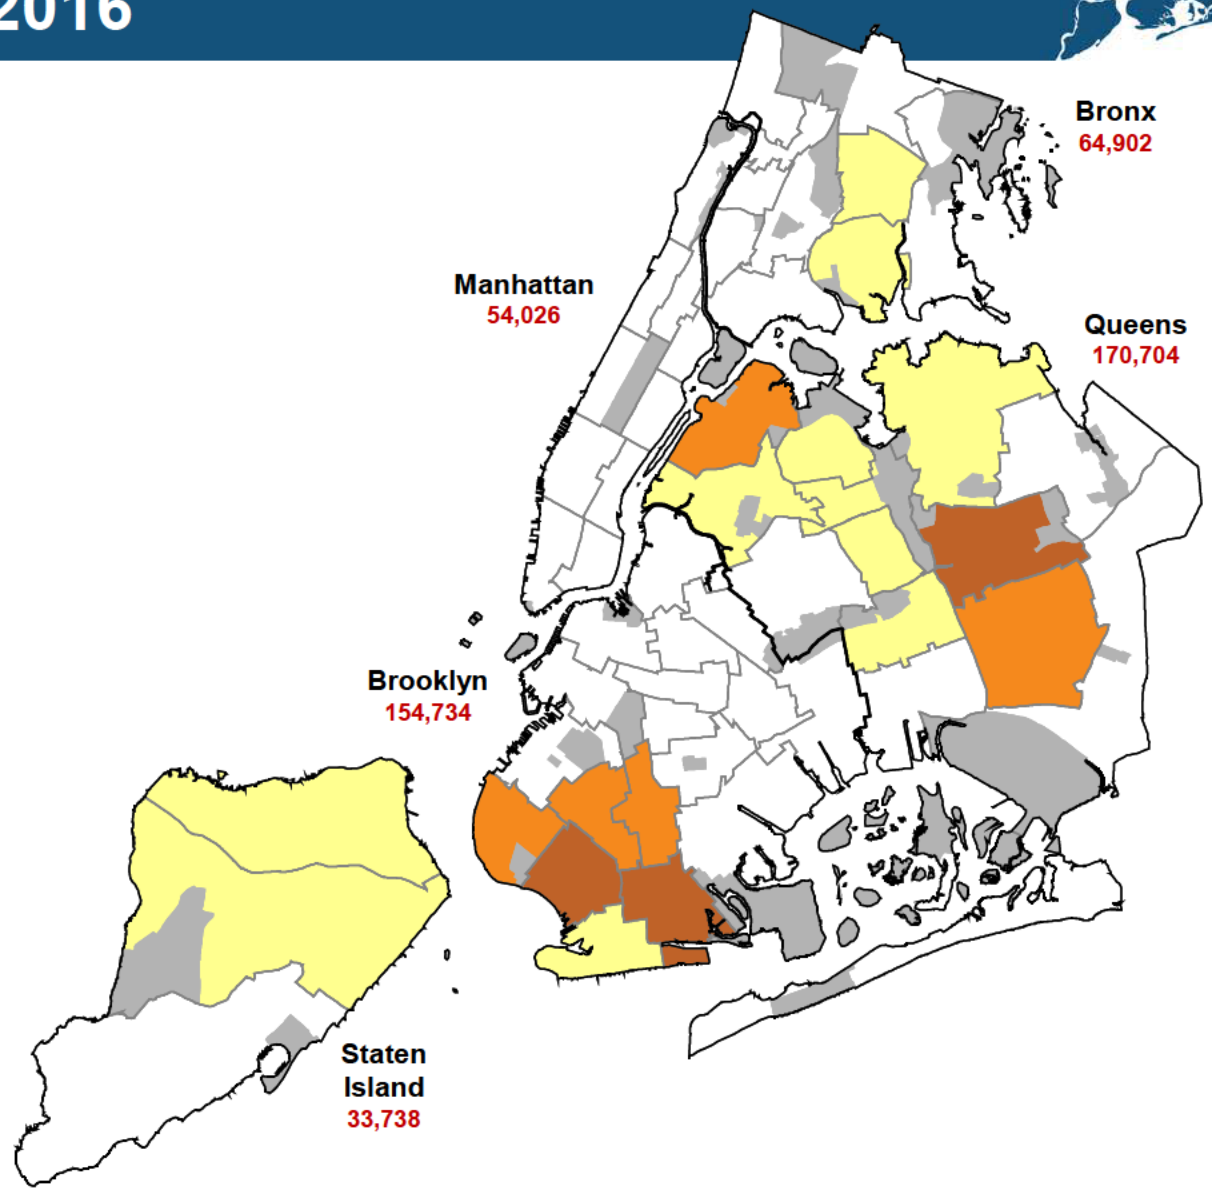 2016
Bronx
64,902
Manhattan
54,026
Queens
170,704
Brooklyn
154,734
Staten
Island
33,738